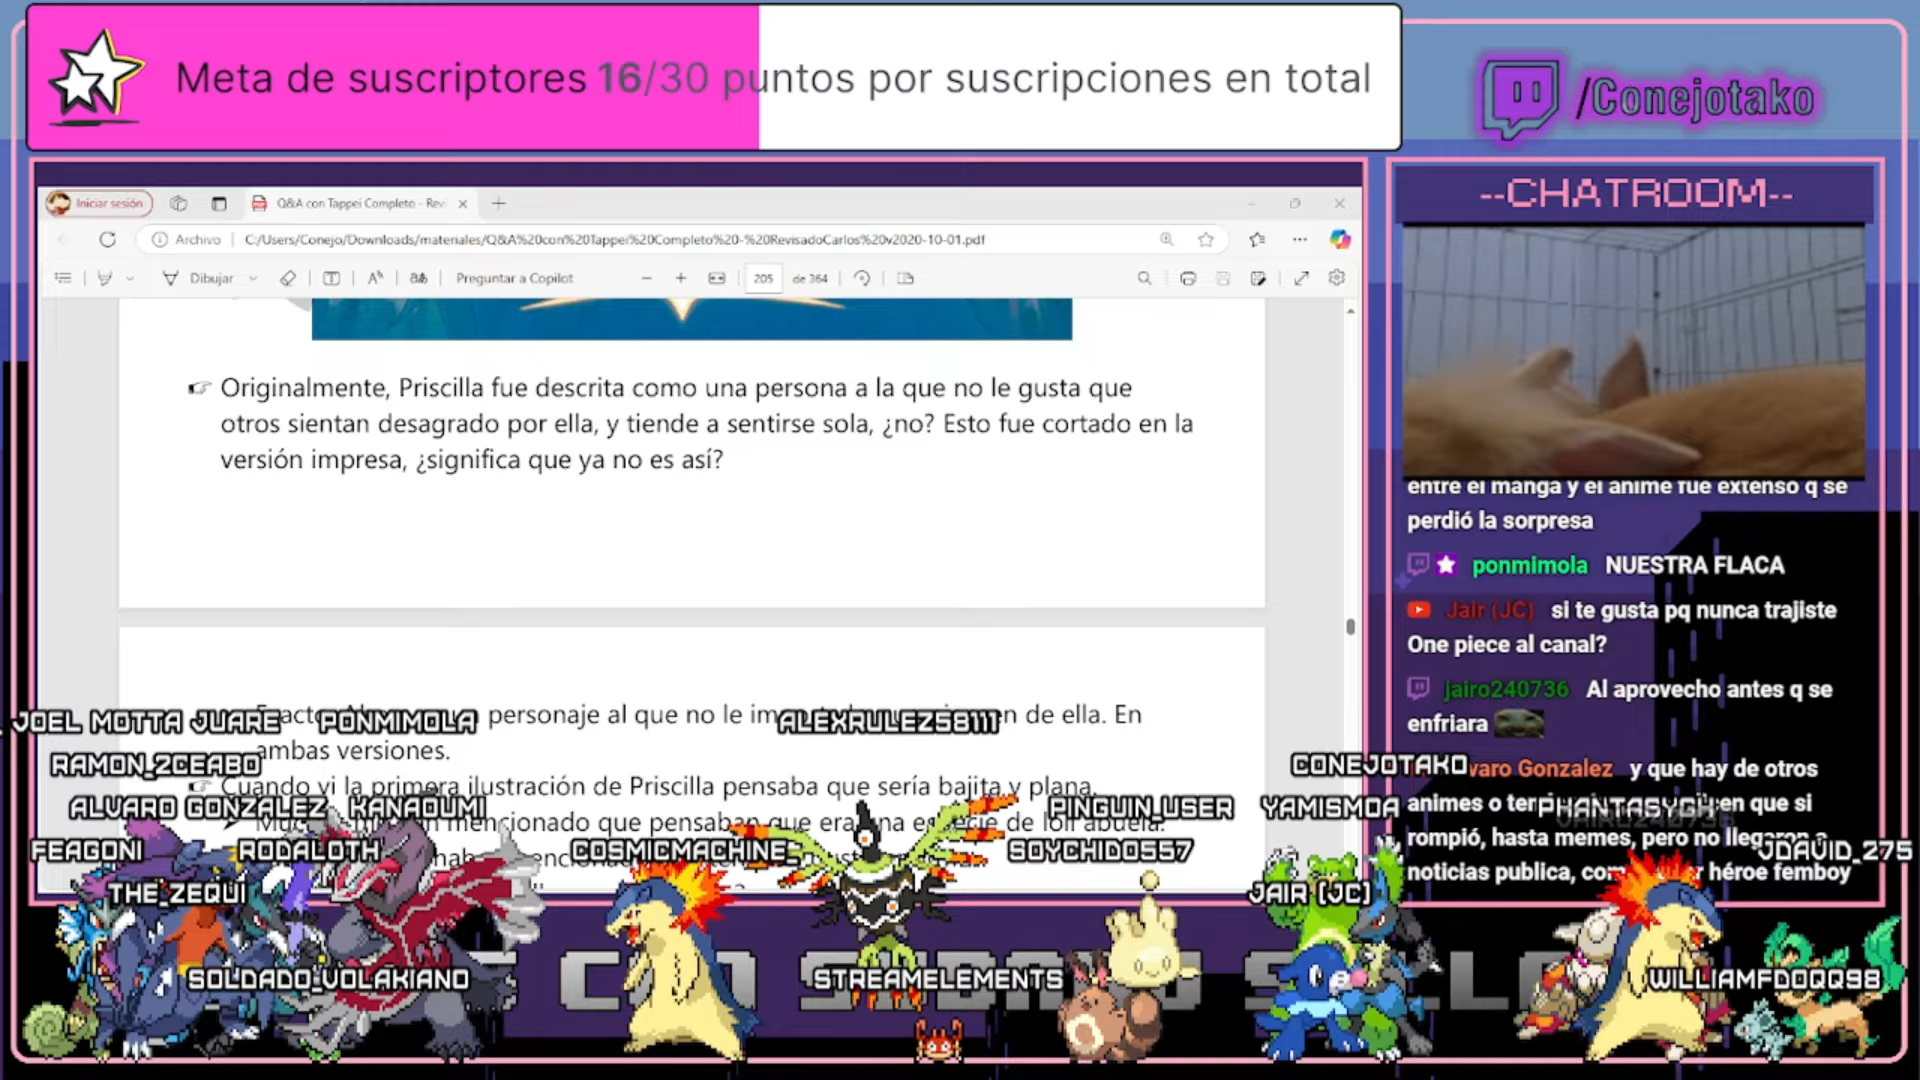 Meta de suscriptores 16/30 puntos por suscripciones en total
/Conejotako
--CHATROOM--
Iniciar sesión
Q&A con Tappei Completo - Rev
Archivo
C:/Users/Conejo/Downloads/materiales/Q&A%20con%20Tappei%20Completo%20-%20RevisadoCarlos%20v2020-10-01.pdf
Dibujar
Preguntar a Copilot
205 de 364
Originalmente, Priscilla fue descrita como una persona a la que no le gusta que
otros sientan desagrado por ella, y tiende a sentirse sola, ¿no? Esto fue cortado en la
versión impresa, ¿significa que ya no es así?
personaje al que no le
de ella. En
ambas versiones.
Cuando vi la primera ilustración de Priscilla pensaba que sería bajita y plana.
mencionado que pensaban que era
de loli abuela.
entre el manga y el anime fue extenso q se
perdió la sorpresa
ponmimola NUESTRA FLACA
Jair (JC) si te gusta pq nunca trajiste
One piece al canal?
jairo240736 Al aprovecho antes q se
enfriara
varo Gonzalez y que hay de otros
animes o
en que si
rompió, hasta memes, pero no llegaron a
noticias publica,
héroe femboy
JOEL MOTTA JUARE
PONMIMOLA
ALEXRULEZ58111
RAMON_2CEABO
CONEJOTAKO
ALVARO GONZALEZ
KANAOUMI
PINGUIN_USER
YAMISMOA
PHANTASYGI
FEAGONI
RODALOTH
COSMICMACHINE_
SOYCHIDO557
JDAVID_275
THE_ZEQUI
JAIR (JC)
SOLDADO_VOLAKIANO
STREAMELEMENTS
WILLIAMFDOQQ98